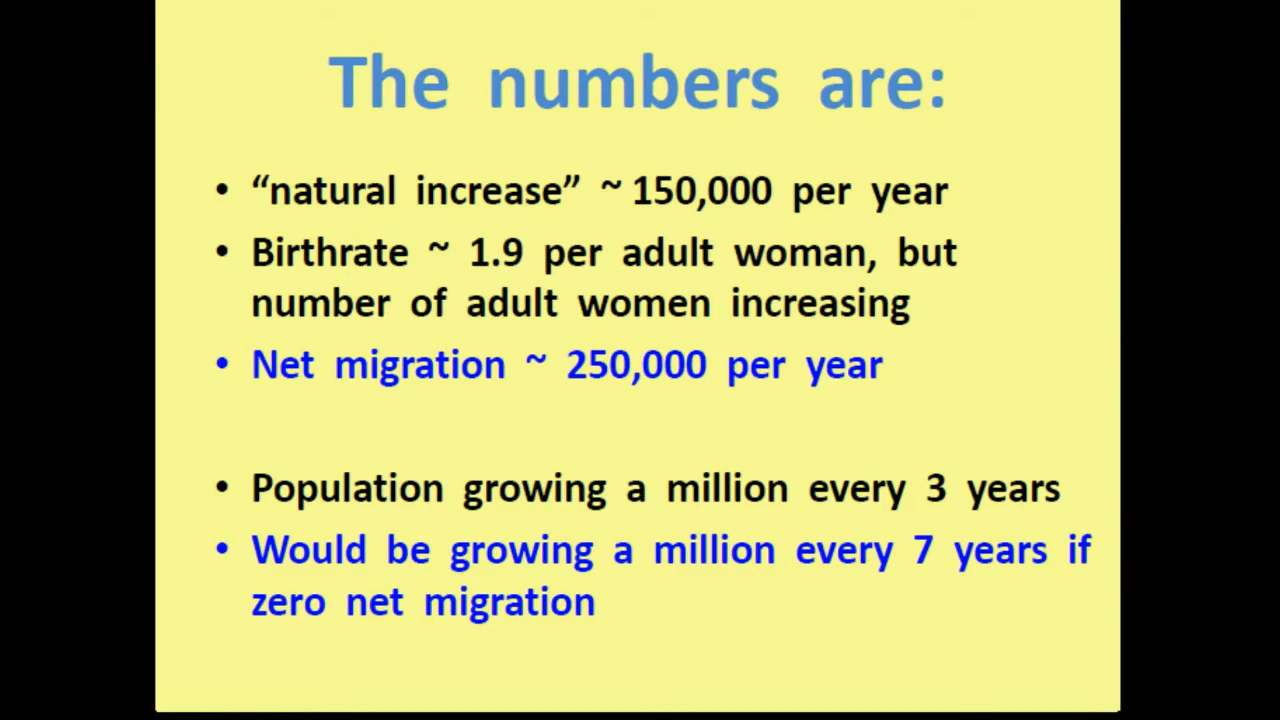 The numbers are:
• “natural increase” ~ 150,000 per year
• Birthrate ~ 1.9 per adult woman, but
number of adult women increasing
• Net migration ~ 250,000 per year
• Population growing a million every 3 years
• Would be growing a million every 7 years if
zero net migration